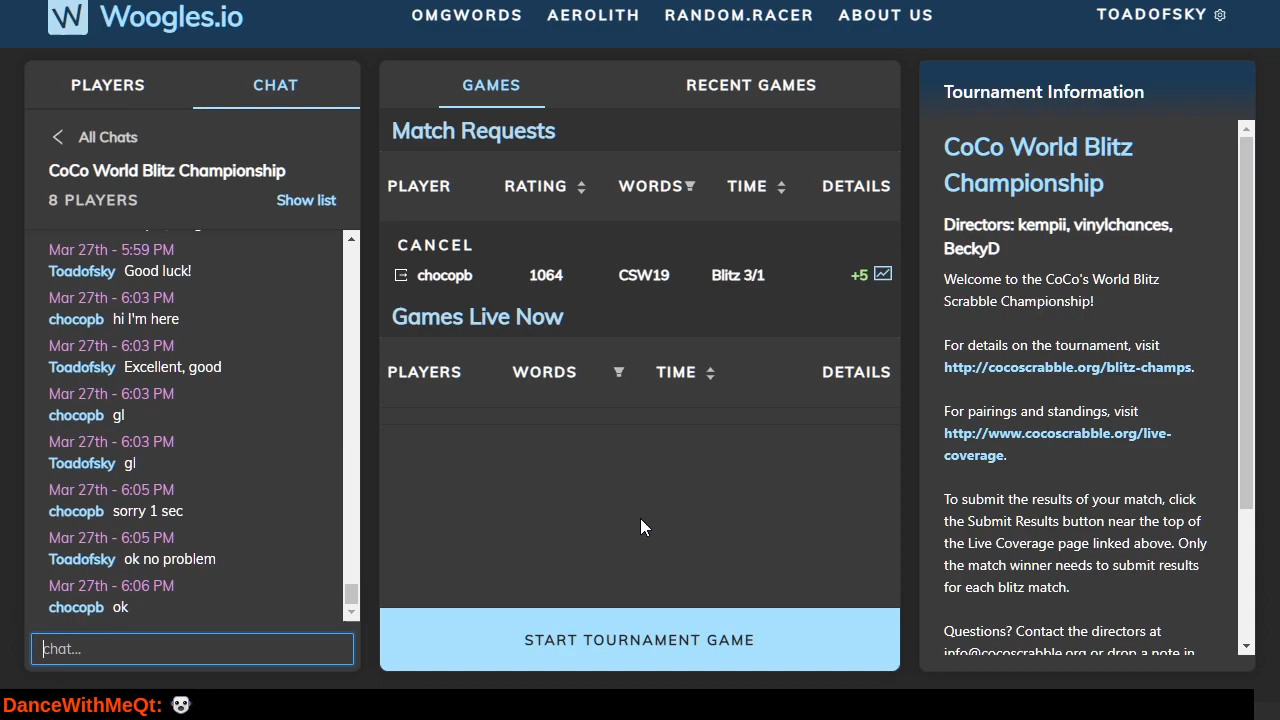 W Woogles.io
OMGWORDS AEROLITH RANDOM.RACER ABOUT US
TOADOFSKY
PLAYERS CHAT
All Chats
CoCo World Blitz Championship
8 PLAYERS Show list
Mar 27th - 5:59 PM
Toadofsky Good luck!
Mar 27th - 6:03 PM
chocopb hi I'm here
Mar 27th - 6:03 PM
Toadofsky Excellent, good
Mar 27th - 6:03 PM
chocopb gl
Mar 27th - 6:03 PM
Toadofsky gl
Mar 27th - 6:05 PM
chocopb sorry 1 sec
Mar 27th - 6:05 PM
Toadofsky ok no problem
Mar 27th - 6:06 PM
chocopb ok
chat...
GAMES RECENT GAMES
Match Requests
PLAYER RATING WORDS TIME DETAILS
CANCEL
chocopb 1064 CSW19 Blitz 3/1 +5
Games Live Now
PLAYERS WORDS TIME DETAILS
START TOURNAMENT GAME
Tournament Information
CoCo World Blitz
Championship
Directors: kempii, vinylchances,
BeckyD
Welcome to the CoCo's World Blitz
Scrabble Championship!
For details on the tournament, visit
http://cocoscrabble.org/blitz-champs.
For pairings and standings, visit
http://www.cocoscrabble.org/live-
coverage.
To submit the results of your match, click
the Submit Results button near the top of
the Live Coverage page linked above. Only
the match winner needs to submit results
for each blitz match.
Questions? Contact the directors at
info@cocoscrabble.org or drop a note in
DanceWithMeQt: